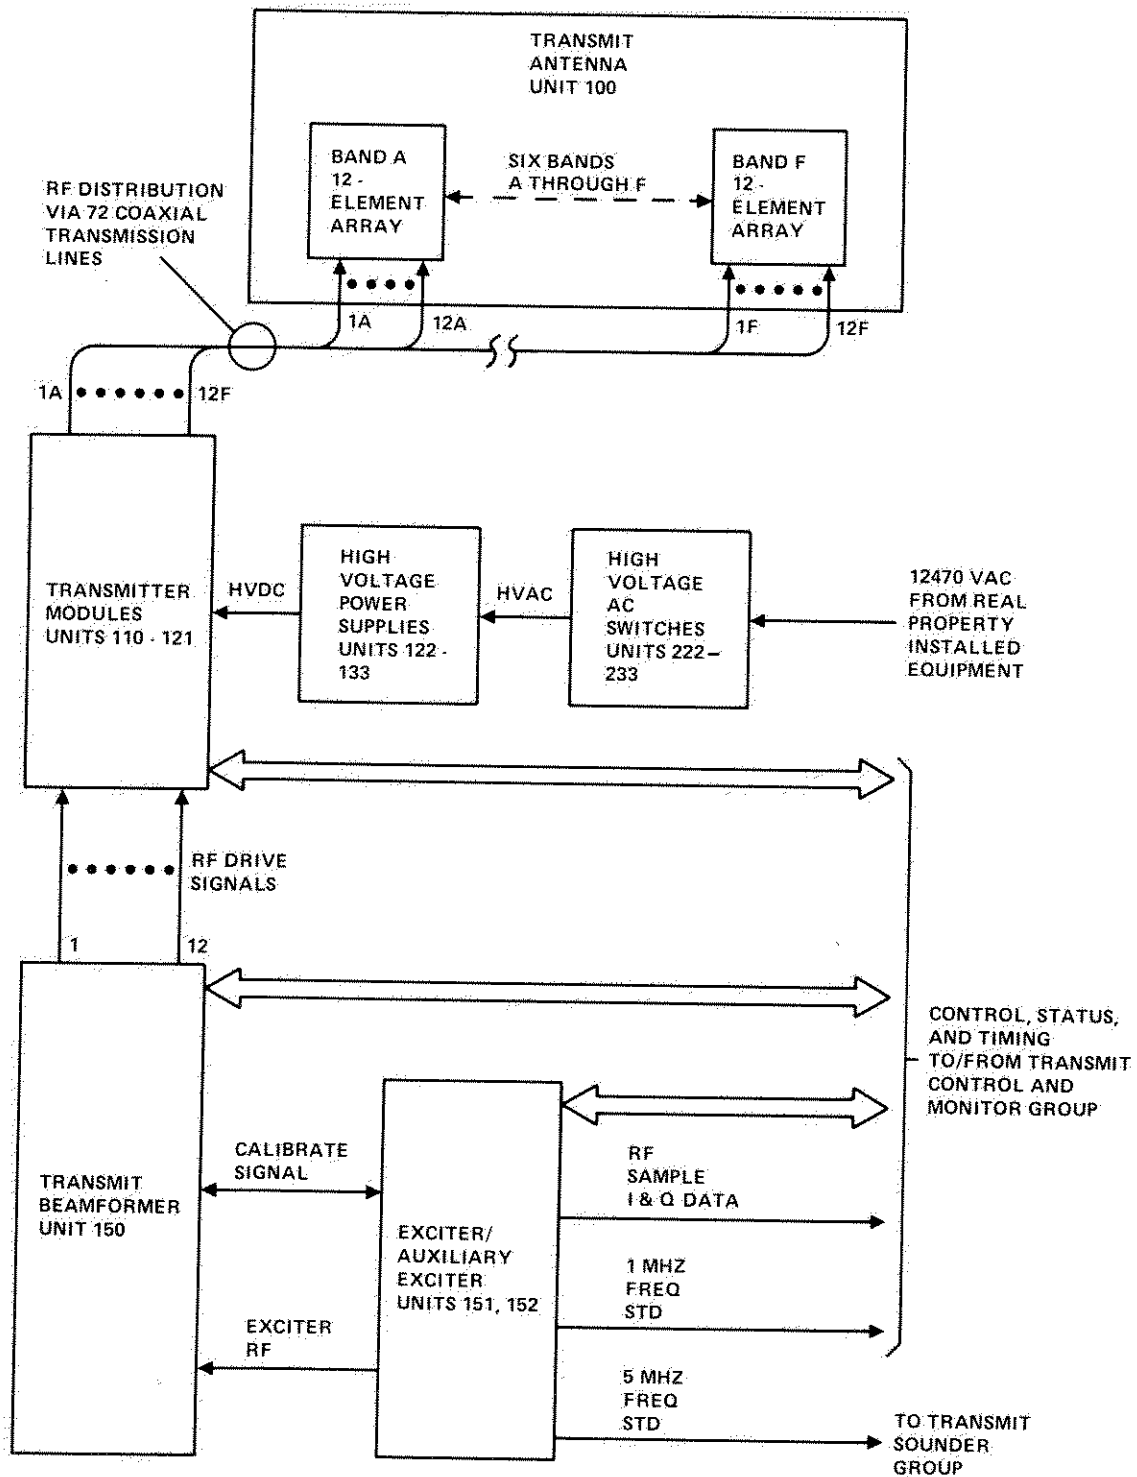 TRANSMIT
ANTENNA
UNIT 100
BAND A
12 -
ELEMENT
ARRAY
SIX BANDS
A THROUGH F
BAND F
12 -
ELEMENT
ARRAY
RF DISTRIBUTION
VIA 72 COAXIAL
TRANSMISSION
LINES
1A
12A
1F
12F
1A
12F
TRANSMITTER
MODULES
UNITS 110 - 121
HVDC
HIGH
VOLTAGE
POWER
SUPPLIES
UNITS 122 -
133
HVAC
HIGH
VOLTAGE
AC
SWITCHES
UNITS 222 –
233
12470 VAC
FROM REAL
PROPERTY
INSTALLED
EQUIPMENT
RF DRIVE
SIGNALS
1
12
CONTROL, STATUS,
AND TIMING
TO/FROM TRANSMIT
CONTROL AND
MONITOR GROUP
TRANSMIT
BEAMFORMER
UNIT 150
CALIBRATE
SIGNAL
EXCITER
RF
EXCITER/
AUXILIARY
EXCITER
UNITS 151, 152
RF
SAMPLE
I & Q DATA
1 MHZ
FREQ
STD
5 MHZ
FREQ
STD
TO TRANSMIT
SOUNDER
GROUP